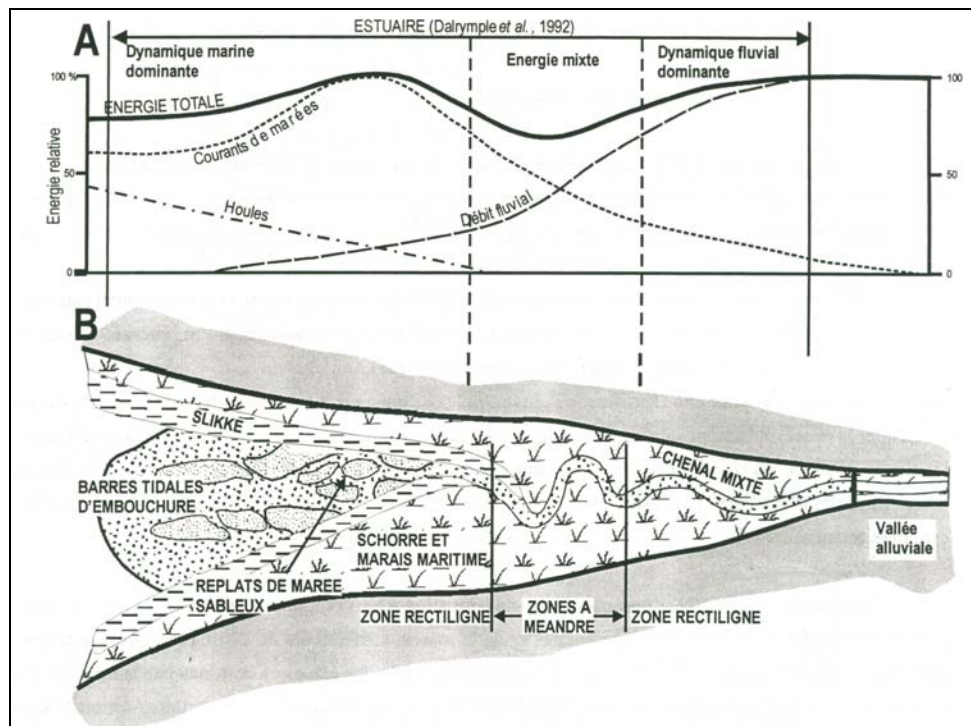 ESTUAIRE (Dalrymple et al., 1992)
A
Dynamique marine
dominante
Energie mixte
Dynamique fluvial
dominante
100 %
100
ENERGIE TOTALE
Courants de marées
Energie relative
50
50
Houles
Débit fluvial
0
0
B
SLIKKE
BARRES TIDALES
D'EMBOUCHURE
CHENAL MIXTE
SCHORRE ET
MARAIS MARITIME
Vallée
alluviale
REPLATS DE MAREE
SABLEUX
ZONE RECTILIGNE
ZONES A
MEANDRE
ZONE RECTILIGNE